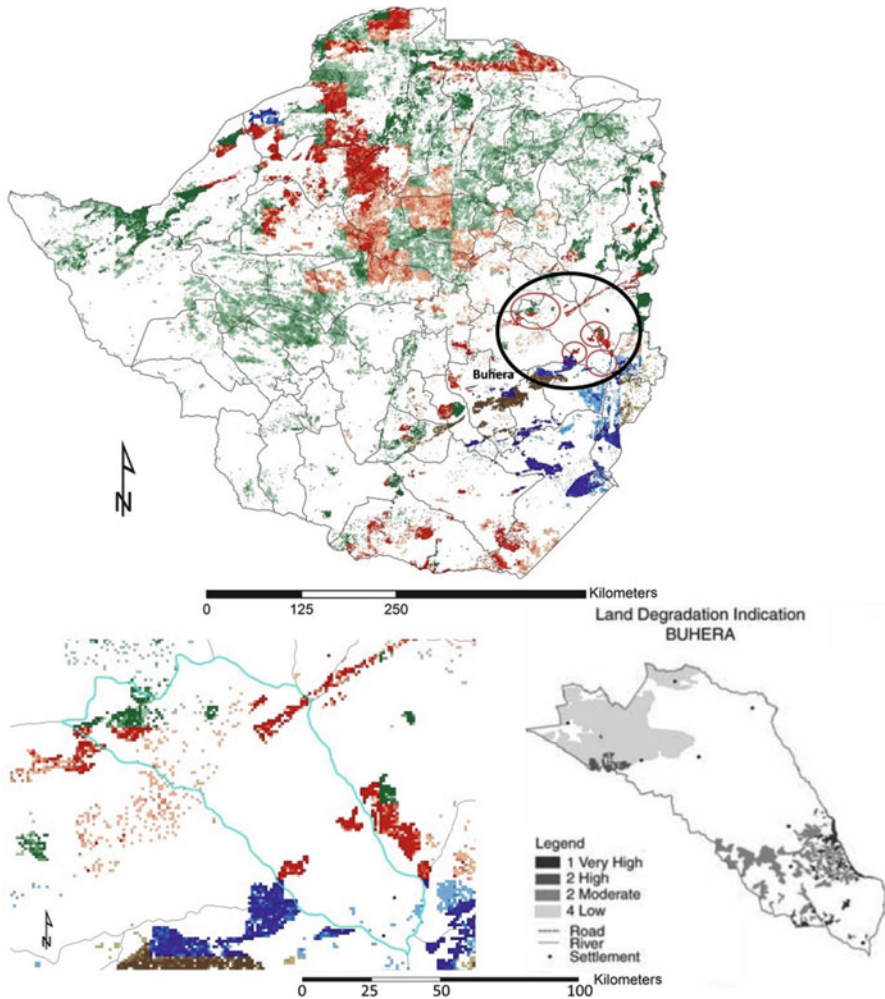 Buhera
N
Kilometers
0 125 250
Land Degradation Indication
BUHERA
Legend
1 Very High
2 High
2 Moderate
4 Low
Road
River
Settlement
N
Kilometers
0 25 50 100